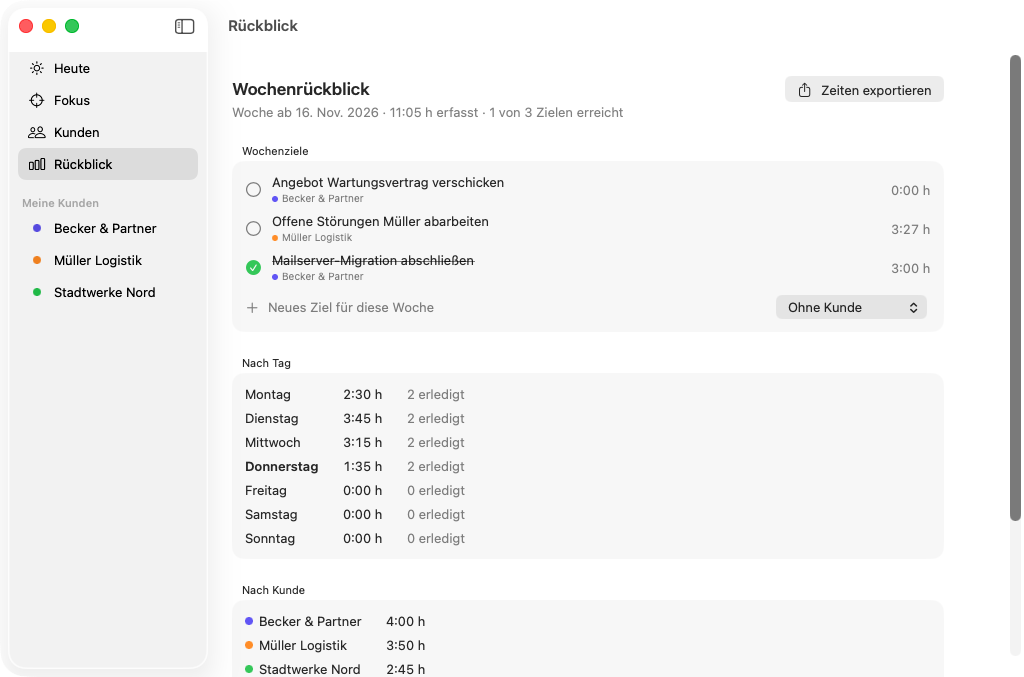 Rückblick
Heute
Fokus
Kunden
Rückblick
Meine Kunden
Becker & Partner
Müller Logistik
Stadtwerke Nord
Wochenrückblick
Zeiten exportieren
Woche ab 16. Nov. 2026 · 11:05 h erfasst · 1 von 3 Zielen erreicht
Wochenziele
Angebot Wartungsvertrag verschicken
Becker & Partner
0:00 h
Offene Störungen Müller abarbeiten
Müller Logistik
3:27 h
Mailserver-Migration abschließen
Becker & Partner
3:00 h
Neues Ziel für diese Woche
Ohne Kunde
Nach Tag
Montag 2:30 h 2 erledigt
Dienstag 3:45 h 2 erledigt
Mittwoch 3:15 h 2 erledigt
Donnerstag 1:35 h 2 erledigt
Freitag 0:00 h 0 erledigt
Samstag 0:00 h 0 erledigt
Sonntag 0:00 h 0 erledigt
Nach Kunde
Becker & Partner 4:00 h
Müller Logistik 3:50 h
Stadtwerke Nord 2:45 h